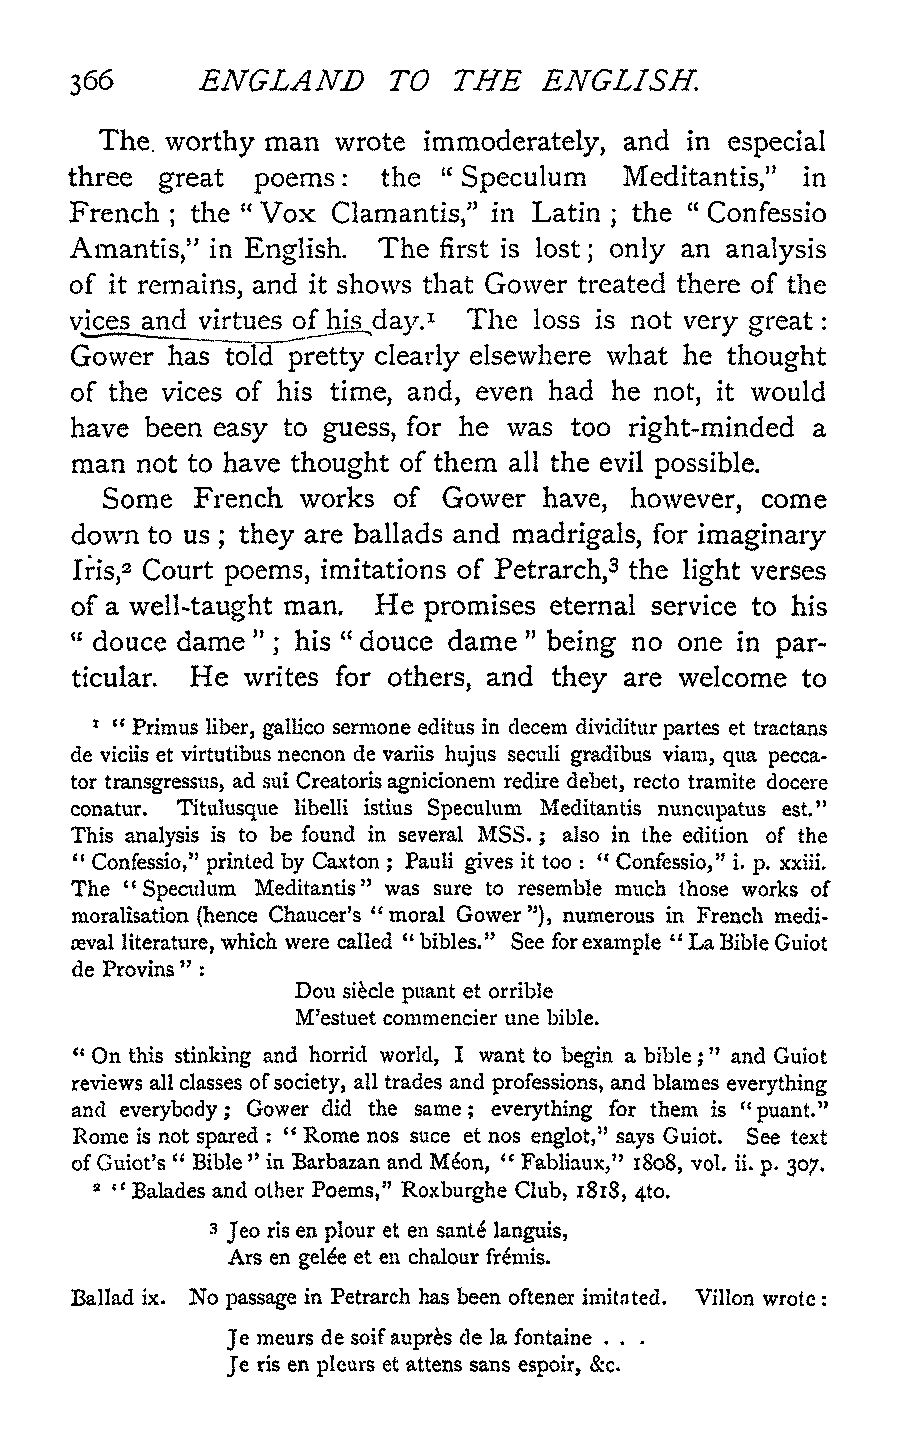 366 ENGLAND TO THE ENGLISH.
The worthy man wrote immoderately, and in especial
three great poems: the “ Speculum Meditantis,” in
French ; the “ Vox Clamantis,” in Latin ; the “ Confessio
Amantis,” in English. The first is lost ; only an analysis
of it remains, and it shows that Gower treated there of the
vices and virtues of his day.¹ The loss is not very great :
Gower has told pretty clearly elsewhere what he thought
of the vices of his time, and, even had he not, it would
have been easy to guess, for he was too right-minded a
man not to have thought of them all the evil possible.
Some French works of Gower have, however, come
down to us ; they are ballads and madrigals, for imaginary
Iris,² Court poems, imitations of Petrarch,³ the light verses
of a well-taught man. He promises eternal service to his
“ douce dame ” ; his “ douce dame ” being no one in par-
ticular. He writes for others, and they are welcome to
¹ “ Primus liber, gallico sermone editus in decem dividitur partes et tractans
de viciis et virtutibus necnon de variis hujus seculi gradibus viam, qua pecca-
tor transgressus, ad sui Creatoris agnicionem redire debet, recto tramite docere
conatur. Titulusque libelli istius Speculum Meditantis nuncupatus est.”
This analysis is to be found in several MSS. ; also in the edition of the
“ Confessio,” printed by Caxton ; Pauli gives it too : “ Confessio,” i. p. xxiii.
The “ Speculum Meditantis ” was sure to resemble much those works of
moralisation (hence Chaucer’s “ moral Gower ”), numerous in French medi-
æval literature, which were called “ bibles.” See for example “ La Bible Guiot
de Provins ” :
Dou siècle puant et orrible
M’estuet commencier une bible.
“ On this stinking and horrid world, I want to begin a bible ; ” and Guiot
reviews all classes of society, all trades and professions, and blames everything
and everybody ; Gower did the same ; everything for them is “ puant.”
Rome is not spared : “ Rome nos suce et nos englot,” says Guiot. See text
of Guiot’s “ Bible ” in Barbazan and Méon, “ Fabliaux,” 1808, vol. ii. p. 307.
² “ Balades and other Poems,” Roxburghe Club, 1818, 4to.
³ Jeo ris en plour et en santé languis,
Ars en gelée et en chalour frémis.
Ballad ix. No passage in Petrarch has been oftener imitated. Villon wrote :
Je meurs de soif auprès de la fontaine . . .
Je ris en pleurs et attens sans espoir, &c.